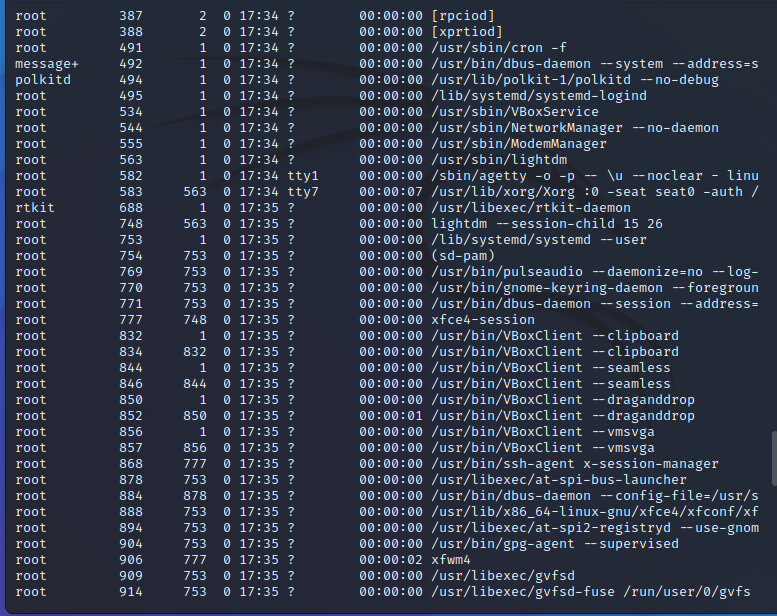 root 387 2 0 17:34 ? 00:00:00 [rpciod]
root 388 2 0 17:34 ? 00:00:00 [xprtiod]
root 491 1 0 17:34 ? 00:00:00 /usr/sbin/cron -f
message+ 492 1 0 17:34 ? 00:00:00 /usr/bin/dbus-daemon --system --address=s
polkitd 494 1 0 17:34 ? 00:00:00 /usr/lib/polkit-1/polkitd --no-debug
root 495 1 0 17:34 ? 00:00:00 /lib/systemd/systemd-logind
root 534 1 0 17:34 ? 00:00:00 /usr/sbin/VBoxService
root 544 1 0 17:34 ? 00:00:00 /usr/sbin/NetworkManager --no-daemon
root 555 1 0 17:34 ? 00:00:00 /usr/sbin/ModemManager
root 563 1 0 17:34 ? 00:00:00 /usr/sbin/lightdm
root 582 1 0 17:34 tty1 00:00:00 /sbin/agetty -o -p -- \u --noclear - linu
root 583 563 0 17:34 tty7 00:00:07 /usr/lib/xorg/Xorg :0 -seat seat0 -auth /
rtkit 688 1 0 17:35 ? 00:00:00 /usr/libexec/rtkit-daemon
root 748 563 0 17:35 ? 00:00:00 lightdm --session-child 15 26
root 753 1 0 17:35 ? 00:00:00 /lib/systemd/systemd --user
root 754 753 0 17:35 ? 00:00:00 (sd-pam)
root 769 753 0 17:35 ? 00:00:00 /usr/bin/pulseaudio --daemonize=no --log-
root 770 753 0 17:35 ? 00:00:00 /usr/bin/gnome-keyring-daemon --foregroun
root 771 753 0 17:35 ? 00:00:00 /usr/bin/dbus-daemon --session --address=
root 777 748 0 17:35 ? 00:00:00 xfce4-session
root 832 1 0 17:35 ? 00:00:00 /usr/bin/VBoxClient --clipboard
root 834 832 0 17:35 ? 00:00:00 /usr/bin/VBoxClient --clipboard
root 844 1 0 17:35 ? 00:00:00 /usr/bin/VBoxClient --seamless
root 846 844 0 17:35 ? 00:00:00 /usr/bin/VBoxClient --seamless
root 850 1 0 17:35 ? 00:00:00 /usr/bin/VBoxClient --draganddrop
root 852 850 0 17:35 ? 00:00:01 /usr/bin/VBoxClient --draganddrop
root 856 1 0 17:35 ? 00:00:00 /usr/bin/VBoxClient --vmsvga
root 857 856 0 17:35 ? 00:00:00 /usr/bin/VBoxClient --vmsvga
root 868 777 0 17:35 ? 00:00:00 /usr/bin/ssh-agent x-session-manager
root 878 753 0 17:35 ? 00:00:00 /usr/libexec/at-spi-bus-launcher
root 884 878 0 17:35 ? 00:00:00 /usr/bin/dbus-daemon --config-file=/usr/s
root 888 753 0 17:35 ? 00:00:00 /usr/lib/x86_64-linux-gnu/xfce4/xfconf/xf
root 894 753 0 17:35 ? 00:00:00 /usr/libexec/at-spi2-registryd --use-gnom
root 904 753 0 17:35 ? 00:00:00 /usr/bin/gpg-agent --supervised
root 906 777 0 17:35 ? 00:00:02 xfwm4
root 909 753 0 17:35 ? 00:00:00 /usr/libexec/gvfsd
root 914 753 0 17:35 ? 00:00:00 /usr/libexec/gvfsd-fuse /run/user/0/gvfs